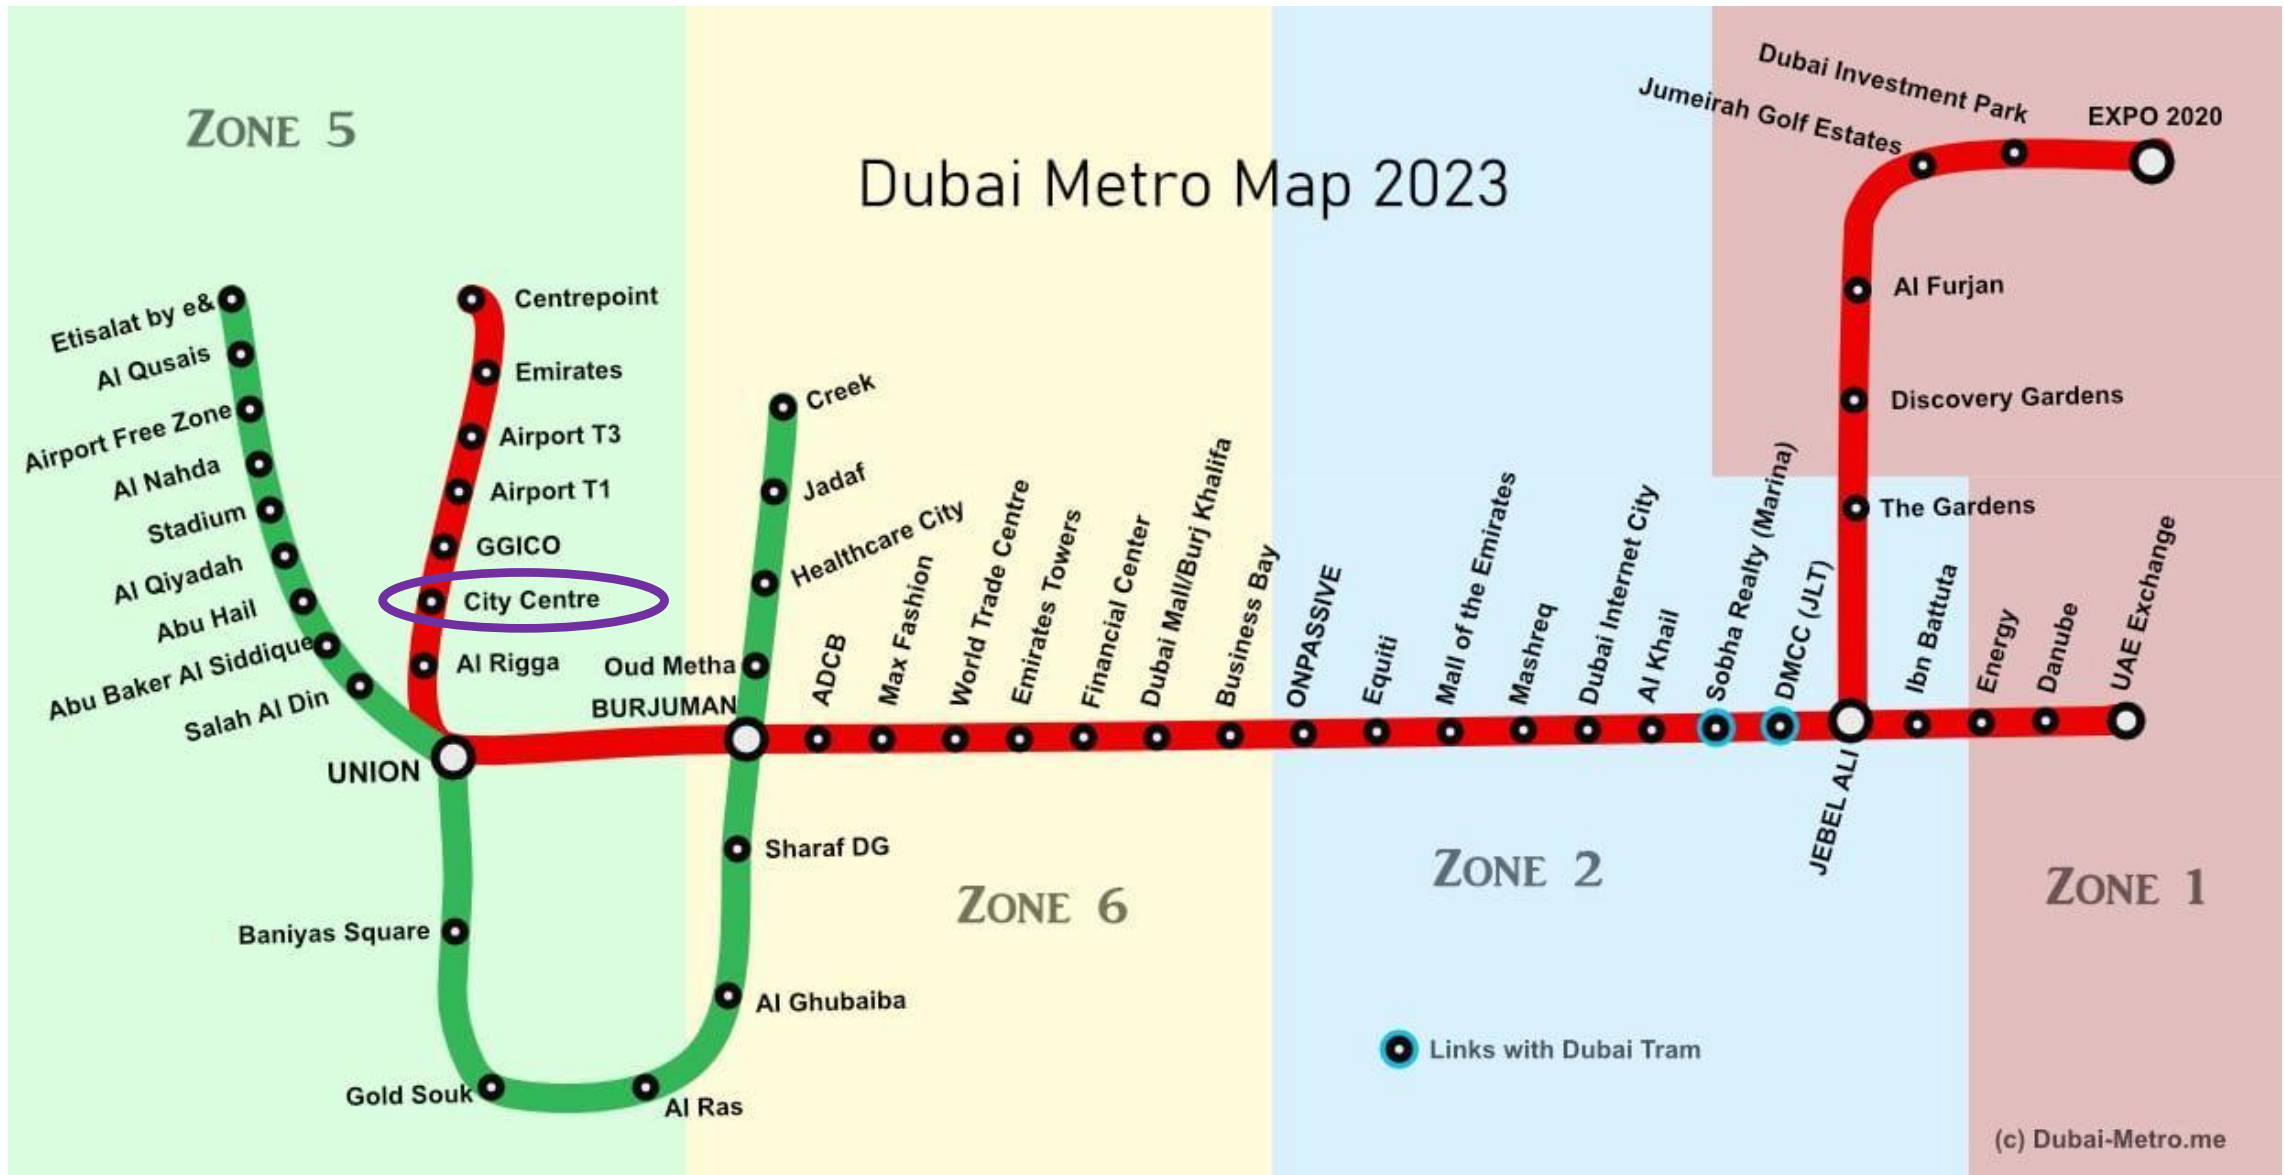 ZONE 5
Dubai Metro Map 2023
Dubai Investment Park
Jumeirah Golf Estates
EXPO 2020
Etisalat by e&
Al Qusais
Airport Free Zone
Al Nahda
Stadium
Al Qiyadah
Abu Hail
Abu Baker Al Siddique
Salah Al Din
UNION
Centrepoint
Emirates
Airport T3
Airport T1
GGICO
City Centre
Al Rigga
Creek
Jadaf
Healthcare City
Oud Metha
BURJUMAN
ADCB
Max Fashion
World Trade Centre
Emirates Towers
Financial Center
Dubai Mall/Burj Khalifa
Business Bay
ONPASSIVE
Equiti
Mall of the Emirates
Mashreq
Dubai Internet City
Al Khail
Sobha Realty (Marina)
DMCC (JLT)
JEBEL ALI
Ibn Battuta
Energy
Danube
UAE Exchange
Al Furjan
Discovery Gardens
The Gardens
Sharaf DG
Al Ghubaiba
Baniyas Square
Gold Souk
Al Ras
ZONE 6
ZONE 2
ZONE 1
Links with Dubai Tram
(c) Dubai-Metro.me